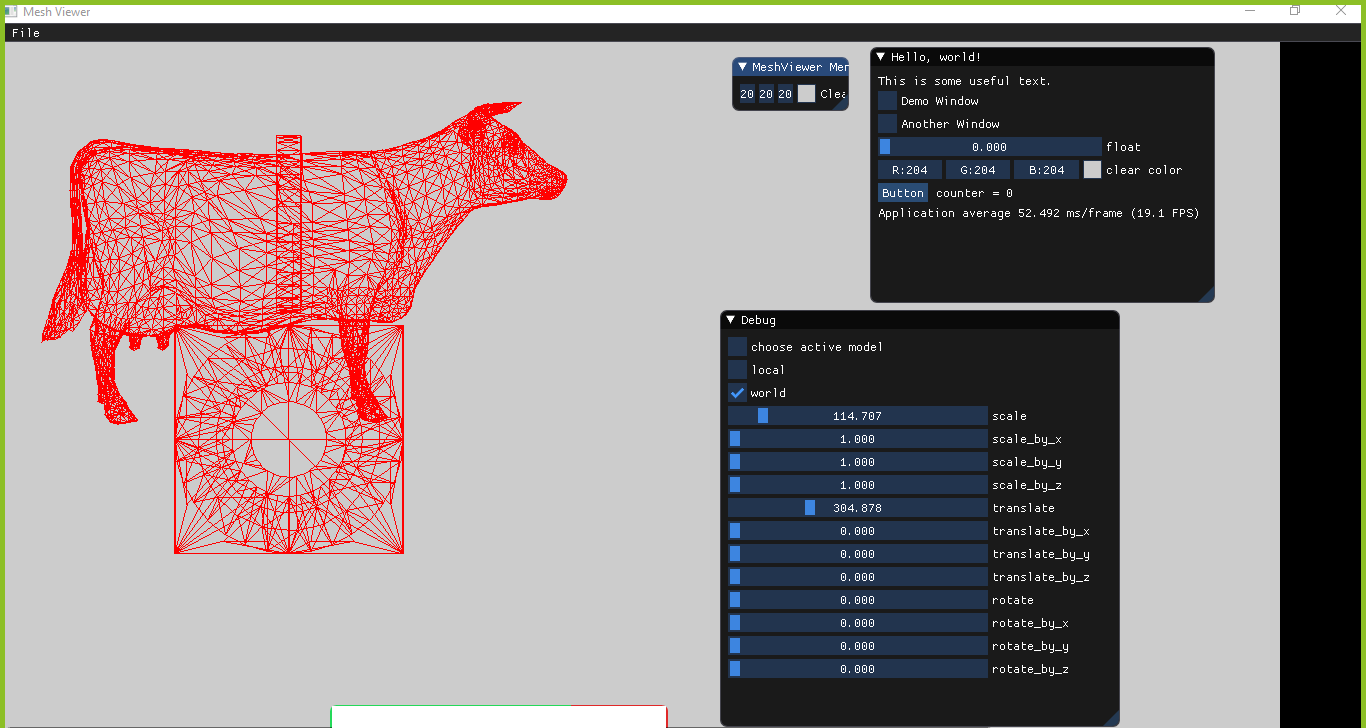 Mesh Viewer
File
MeshViewer Mer
20 20 20 Clea
Hello, world!
This is some useful text.
Demo Window
Another Window
0.000 float
R:204 G:204 B:204 clear color
Button counter = 0
Application average 52.492 ms/frame (19.1 FPS)
Debug
choose active model
local
world
114.707 scale
1.000 scale_by_x
1.000 scale_by_y
1.000 scale_by_z
304.878 translate
0.000 translate_by_x
0.000 translate_by_y
0.000 translate_by_z
0.000 rotate
0.000 rotate_by_x
0.000 rotate_by_y
0.000 rotate_by_z